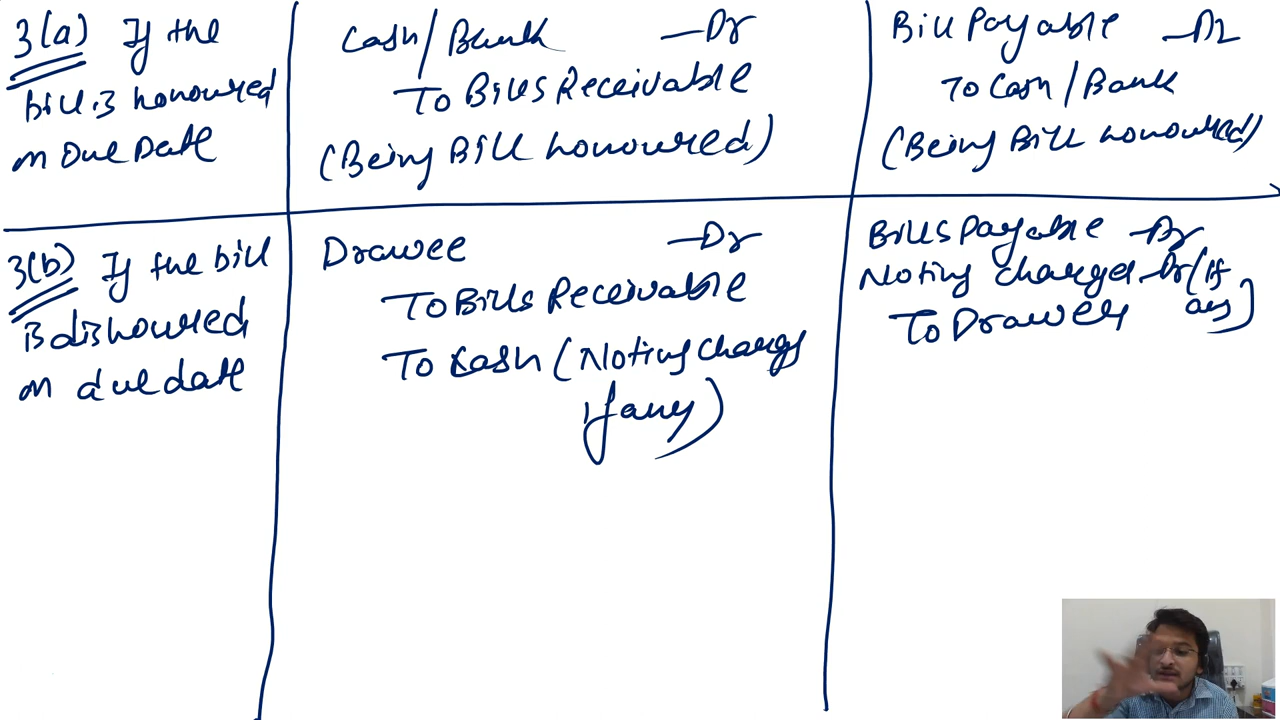 3(a) If the
bill is honoured
on Due Date
Cash/Bank —Dr
To Bills Receivable
(Being Bill honoured)
Bill Payable —Dr
To Cash/Bank
(Being Bill honoured)
3(b) If the bill
is dishoured
on due date
Drawee —Dr
To Bills Receivable
To Cash (Noting charges
if any)
Bills Payable —Dr
Noting charges-Dr (If
any)
To Drawer